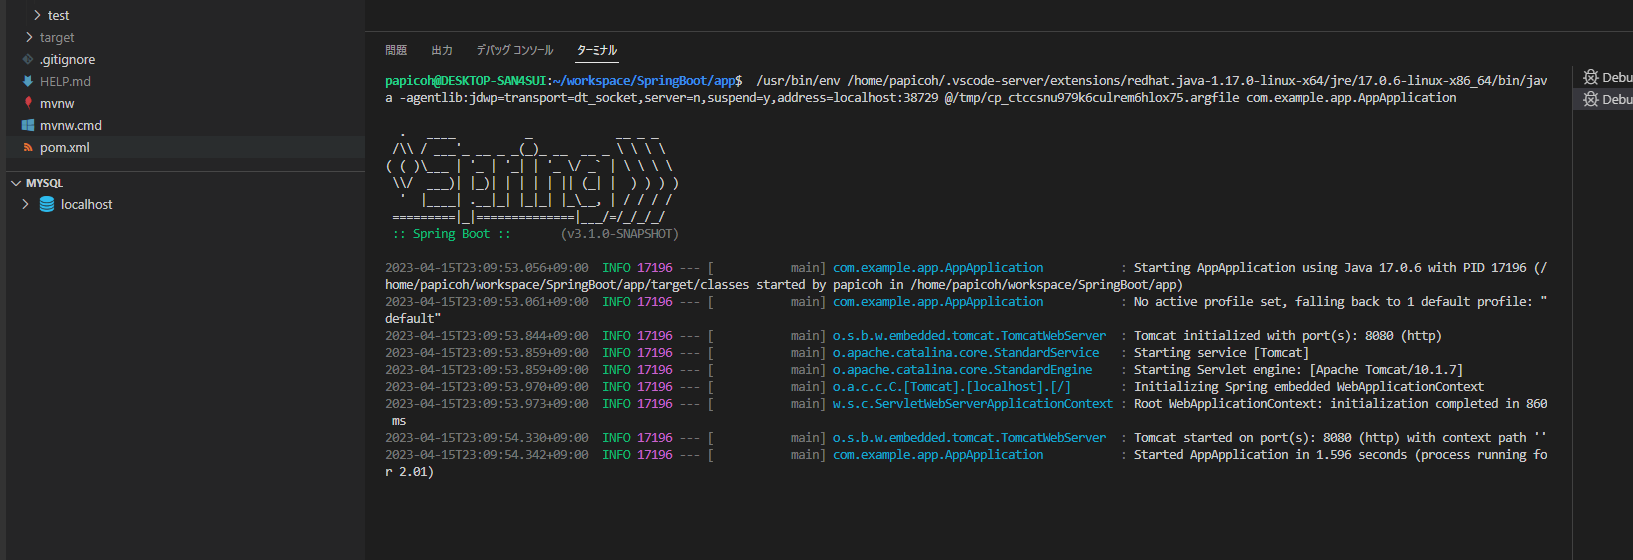 test
target
.gitignore
HELP.md
mvnw
mvnw.cmd
pom.xml
MYSQL
localhost
問題 出力 デバッグ コンソール ターミナル
papicoh@DESKTOP-SAN4SUI:~/workspace/SpringBoot/app$  /usr/bin/env /home/papicoh/.vscode-server/extensions/redhat.java-1.17.0-linux-x64/jre/17.0.6-linux-x86_64/bin/jav
a -agentlib:jdwp=transport=dt_socket,server=n,suspend=y,address=localhost:38729 @/tmp/cp_ctccsnu979k6culrem6hlox75.argfile com.example.app.AppApplication
  .   ____          _            __ _ _
 /\\ / ___'_ __ _ _(_)_ __  __ _ \ \ \ \
( ( )\___ | '_ | '_| | '_ \/ _` | \ \ \ \
 \\/  ___)| |_)| | | | | || (_| |  ) ) ) )
  '  |____| .__|_| |_|_| |_\__, | / / / /
 =========|_|==============|___/=/_/_/_/
 :: Spring Boot ::       (v3.1.0-SNAPSHOT)
2023-04-15T23:09:53.056+09:00  INFO 17196 --- [           main] com.example.app.AppApplication           : Starting AppApplication using Java 17.0.6 with PID 17196 (/
home/papicoh/workspace/SpringBoot/app/target/classes started by papicoh in /home/papicoh/workspace/SpringBoot/app)
2023-04-15T23:09:53.061+09:00  INFO 17196 --- [           main] com.example.app.AppApplication           : No active profile set, falling back to 1 default profile: "
default"
2023-04-15T23:09:53.844+09:00  INFO 17196 --- [           main] o.s.b.w.embedded.tomcat.TomcatWebServer  : Tomcat initialized with port(s): 8080 (http)
2023-04-15T23:09:53.859+09:00  INFO 17196 --- [           main] o.apache.catalina.core.StandardService   : Starting service [Tomcat]
2023-04-15T23:09:53.859+09:00  INFO 17196 --- [           main] o.apache.catalina.core.StandardEngine    : Starting Servlet engine: [Apache Tomcat/10.1.7]
2023-04-15T23:09:53.970+09:00  INFO 17196 --- [           main] o.a.c.c.C.[Tomcat].[localhost].[/]       : Initializing Spring embedded WebApplicationContext
2023-04-15T23:09:53.973+09:00  INFO 17196 --- [           main] w.s.c.ServletWebServerApplicationContext : Root WebApplicationContext: initialization completed in 860
 ms
2023-04-15T23:09:54.330+09:00  INFO 17196 --- [           main] o.s.b.w.embedded.tomcat.TomcatWebServer  : Tomcat started on port(s): 8080 (http) with context path ''
2023-04-15T23:09:54.342+09:00  INFO 17196 --- [           main] com.example.app.AppApplication           : Started AppApplication in 1.596 seconds (process running fo
r 2.01)
Debu
Debu